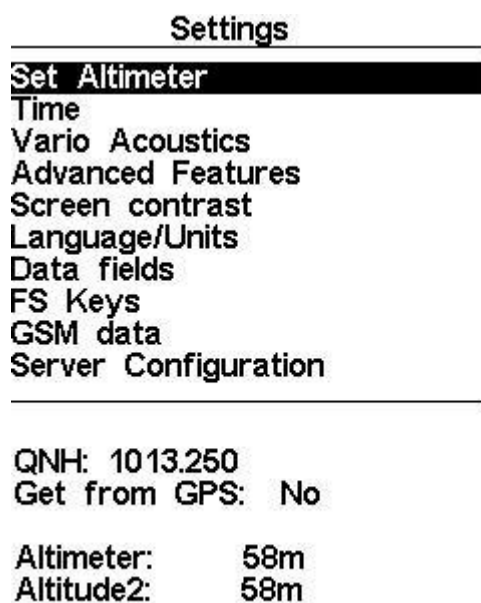 Settings
Set Altimeter
Time
Vario Acoustics
Advanced Features
Screen contrast
Language/Units
Data fields
FS Keys
GSM data
Server Configuration
QNH: 1013.250
Get from GPS: No
Altimeter: 58m
Altitude2: 58m